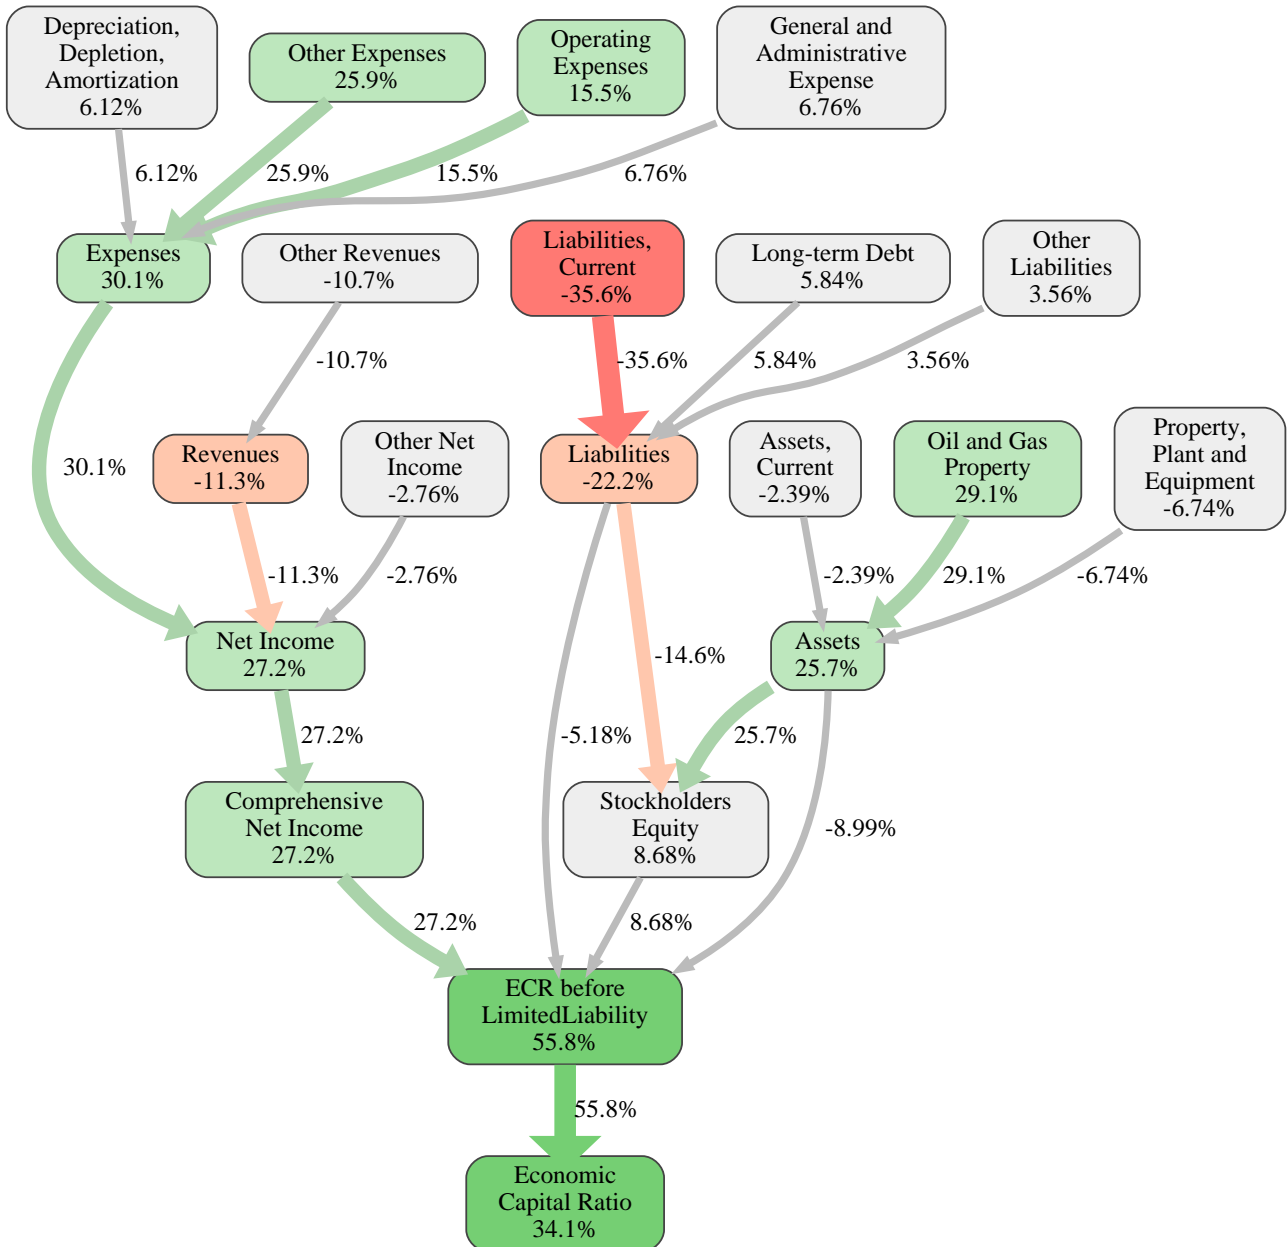 Depreciation,
Depletion,
Amortization
6.12%
Other Expenses
25.9%
Operating
Expenses
15.5%
General and
Administrative
Expense
6.76%
6.12%
25.9%
15.5%
6.76%
Expenses
30.1%
Other Revenues
-10.7%
Liabilities,
Current
-35.6%
Long-term Debt
5.84%
Other
Liabilities
3.56%
-10.7%
-35.6%
5.84%
3.56%
30.1%
Revenues
-11.3%
Other Net
Income
-2.76%
Liabilities
-22.2%
Assets,
Current
-2.39%
Oil and Gas
Property
29.1%
Property,
Plant and
Equipment
-6.74%
-11.3%
-2.76%
-2.39%
29.1%
-6.74%
Net Income
27.2%
-14.6%
Assets
25.7%
27.2%
-5.18%
25.7%
Comprehensive
Net Income
27.2%
Stockholders
Equity
8.68%
-8.99%
27.2%
8.68%
ECR before
LimitedLiability
55.8%
55.8%
Economic
Capital Ratio
34.1%